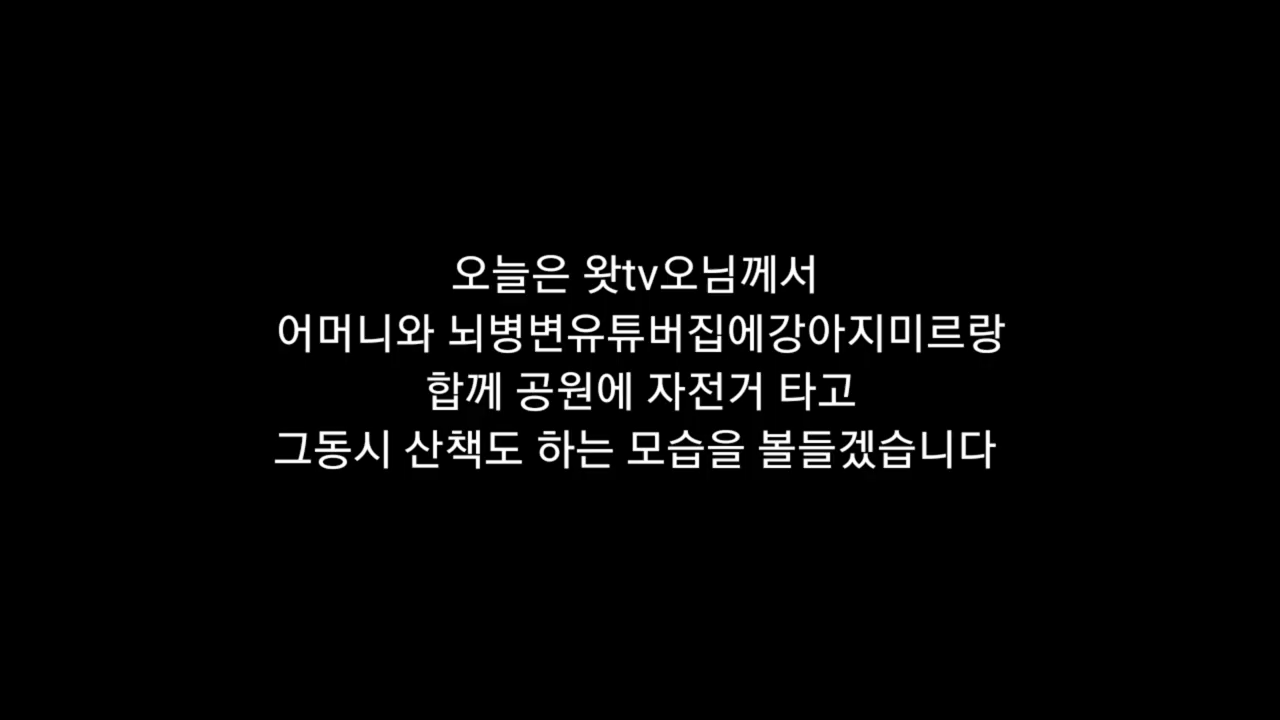 오늘은 왓tv오님께서
어머니와 뇌병변유튜버집에강아지미르랑
함께 공원에 자전거 타고
그동시 산책도 하는 모습을 볼들겠습니다